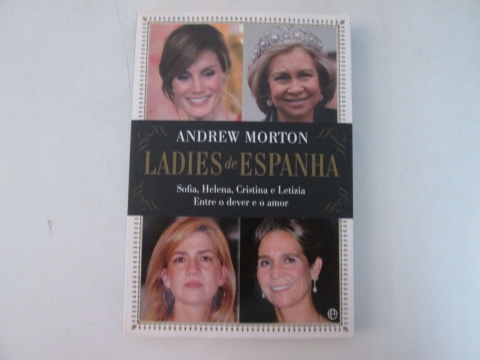 ANDREW MORTON
LADIES de ESPANHA
Sofia, Helena, Cristina e Letizia
Entre o dever e o amor